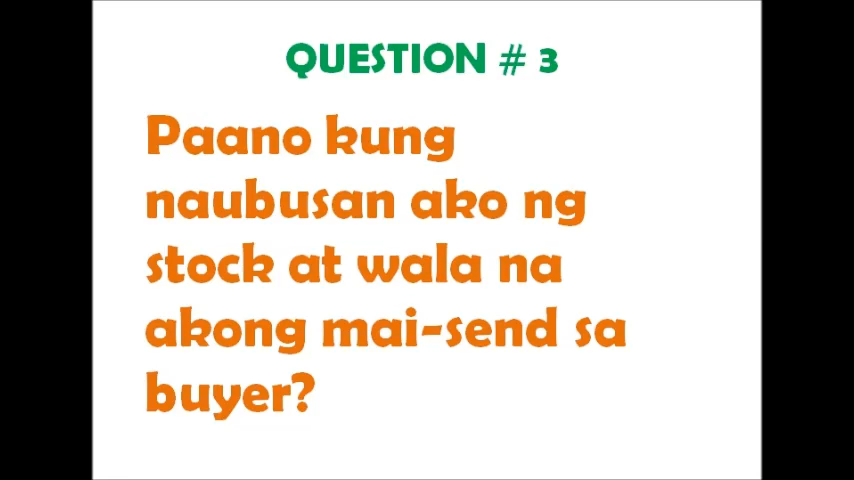 QUESTION # 3
Paano kung
naubusan ako ng
stock at wala na
akong mai-send sa
buyer?